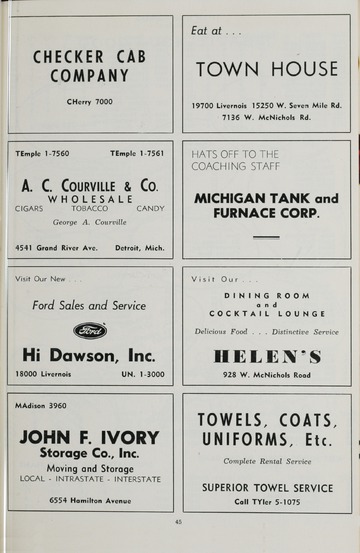 CHECKER CAB
COMPANY
CHerry 7000
Eat at . . .
TOWN HOUSE
19700 Livernois 15250 W. Seven Mile Rd.
7136 W. McNichols Rd.
TEmple 1-7560 TEmple 1-7561
A. C. COURVILLE & CO.
WHOLESALE
CIGARS TOBACCO CANDY
George A. Courville
4541 Grand River Ave. Detroit, Mich.
HATS OFF TO THE
COACHING STAFF
MICHIGAN TANK and
FURNACE CORP.
Visit Our New . . .
Ford Sales and Service
Ford
Hi Dawson, Inc.
18000 Livernois UN. 1-3000
Visit Our . . .
DINING ROOM
and
COCKTAIL LOUNGE
Delicious Food . . . Distinctive Service
HELEN'S
928 W. McNichols Road
MAdison 3960
JOHN F. IVORY
Storage Co., Inc.
Moving and Storage
LOCAL - INTRASTATE - INTERSTATE
6554 Hamilton Avenue
TOWELS, COATS,
UNIFORMS, Etc.
Complete Rental Service
SUPERIOR TOWEL SERVICE
Call TYler 5-1075
45